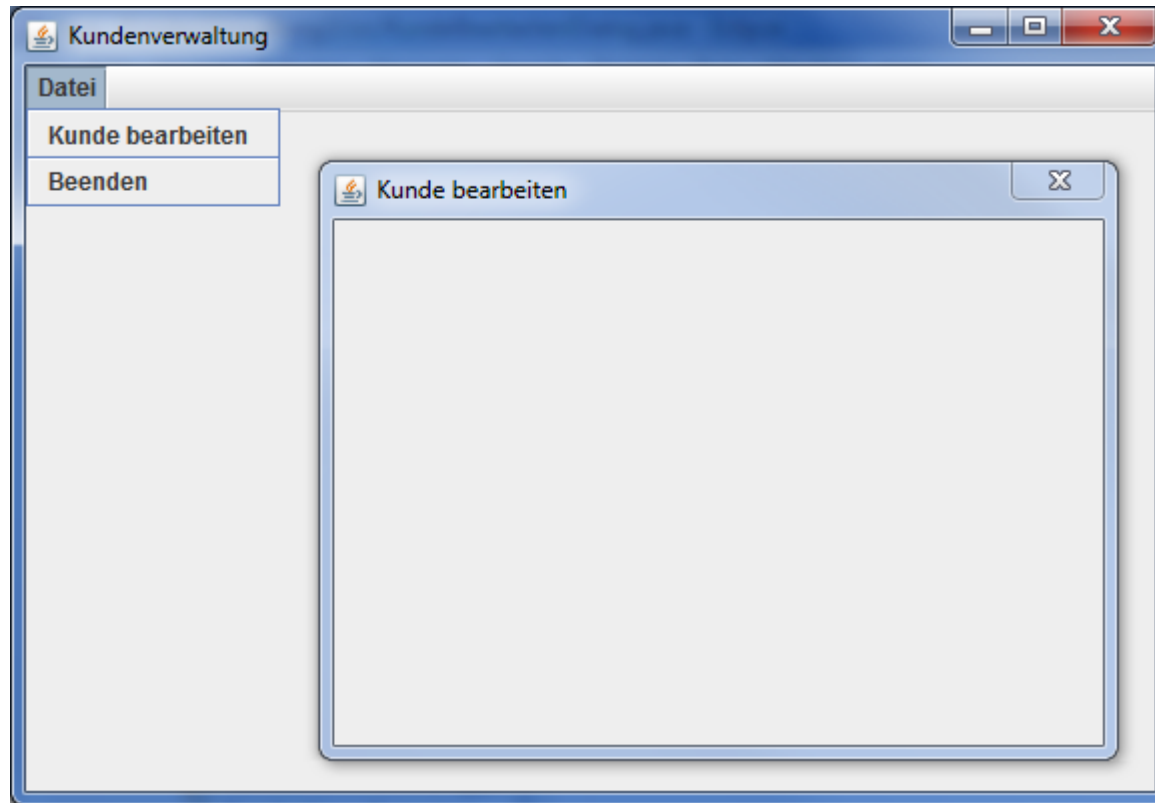 Kundenverwaltung
Datei
Kunde bearbeiten
Beenden
Kunde bearbeiten